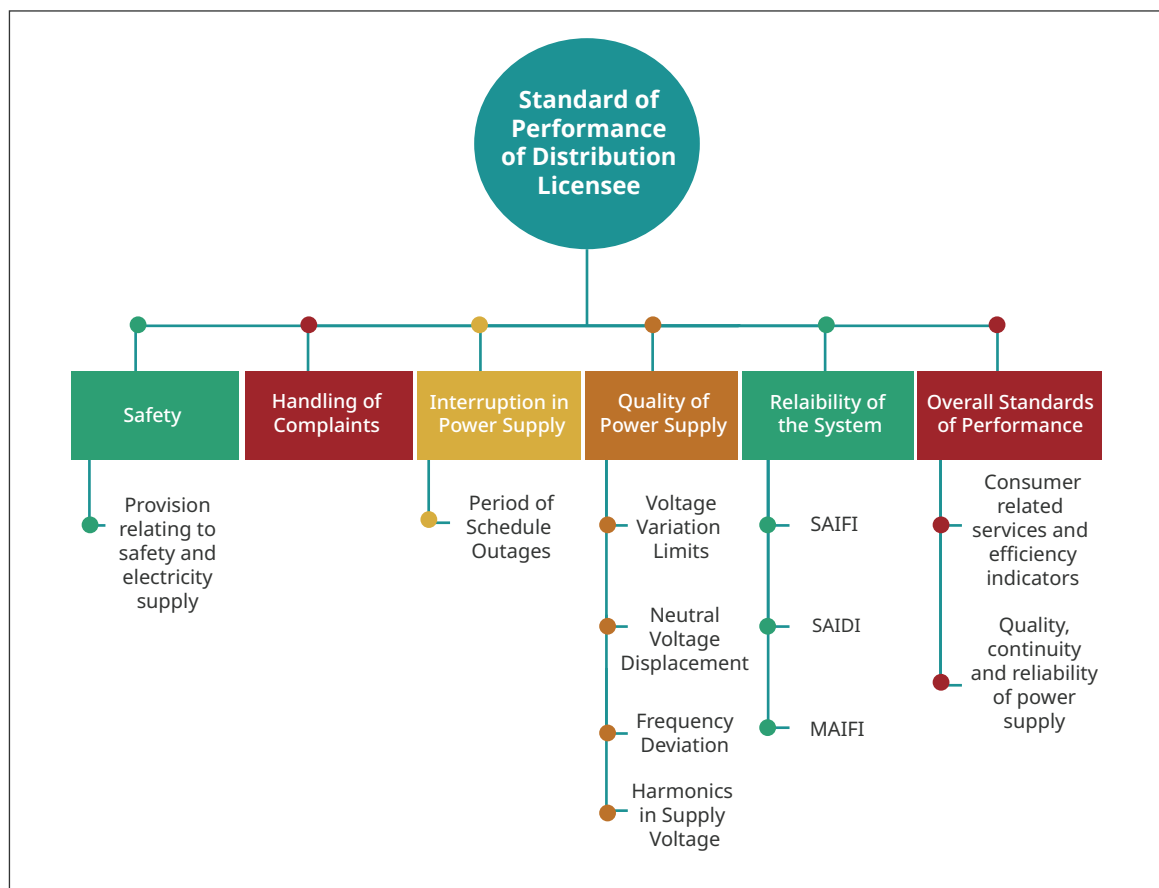 Standard of
Performance
of Distribution
Licensee
Safety
Handling of
Complaints
Interruption in
Power Supply
Quality of
Power Supply
Relaibility of
the System
Overall Standards
of Performance
Provision
relating to
safety and
electricity
supply
Period of
Schedule
Outages
Voltage
Variation
Limits
Neutral
Voltage
Displacement
Frequency
Deviation
Harmonics
in Supply
Voltage
SAIFI
SAIDI
MAIFI
Consumer
related
services and
efficiency
indicators
Quality,
continuity
and reliability
of power
supply